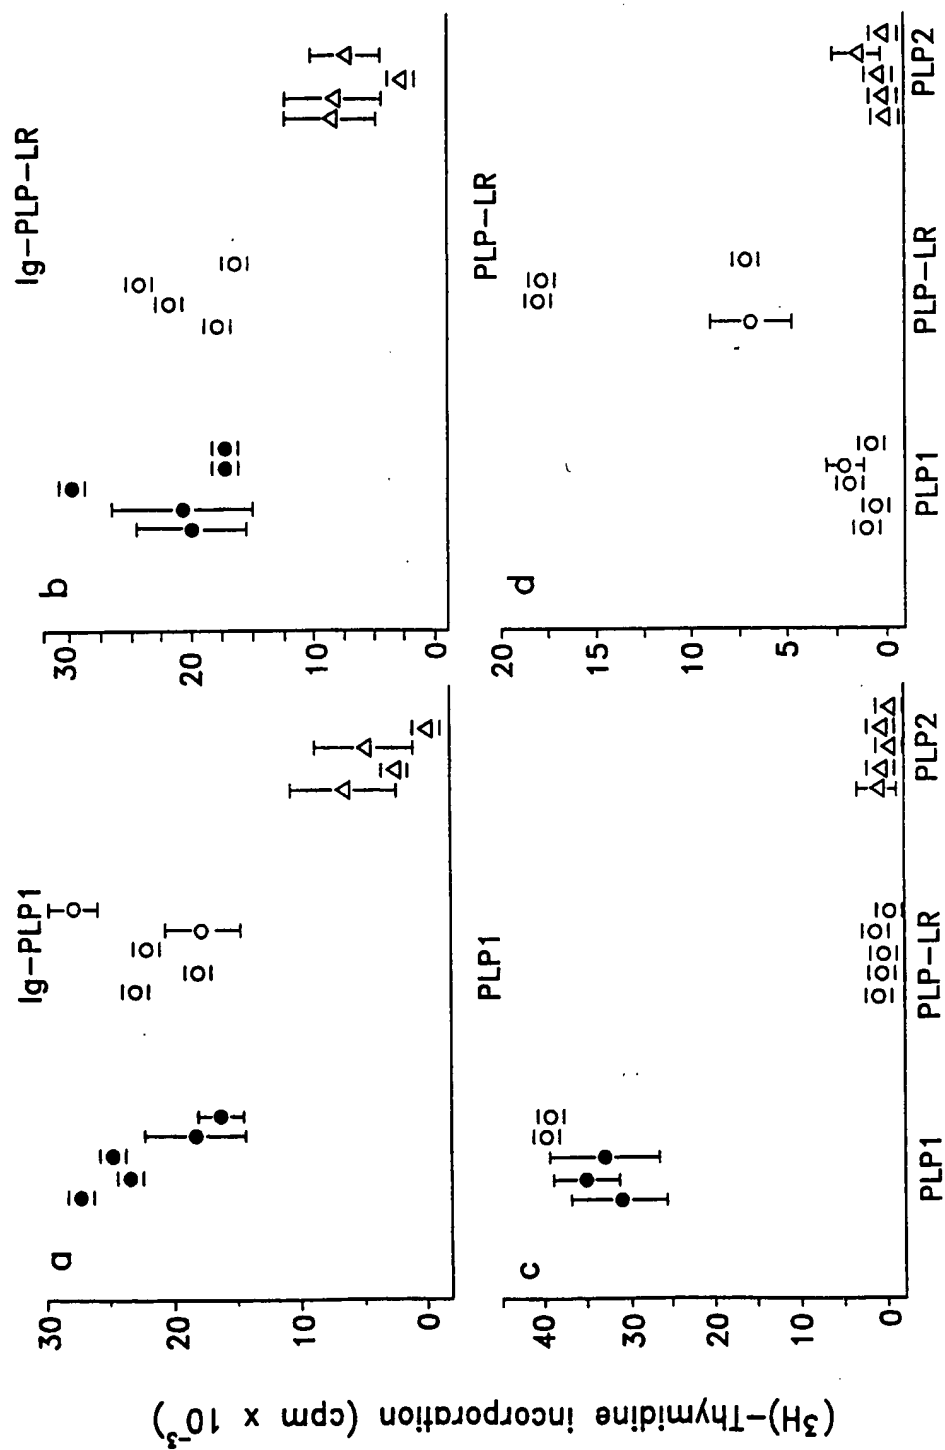 (³H)-Thymidine incorporation (cpm x 10⁻³)
a
Ig-PLP1
30
20
10
0
b
Ig-PLP-LR
30
20
10
0
c
PLP1
40
30
20
10
0
PLP1
PLP-LR
PLP2
d
PLP-LR
20
15
10
5
0
PLP1
PLP-LR
PLP2